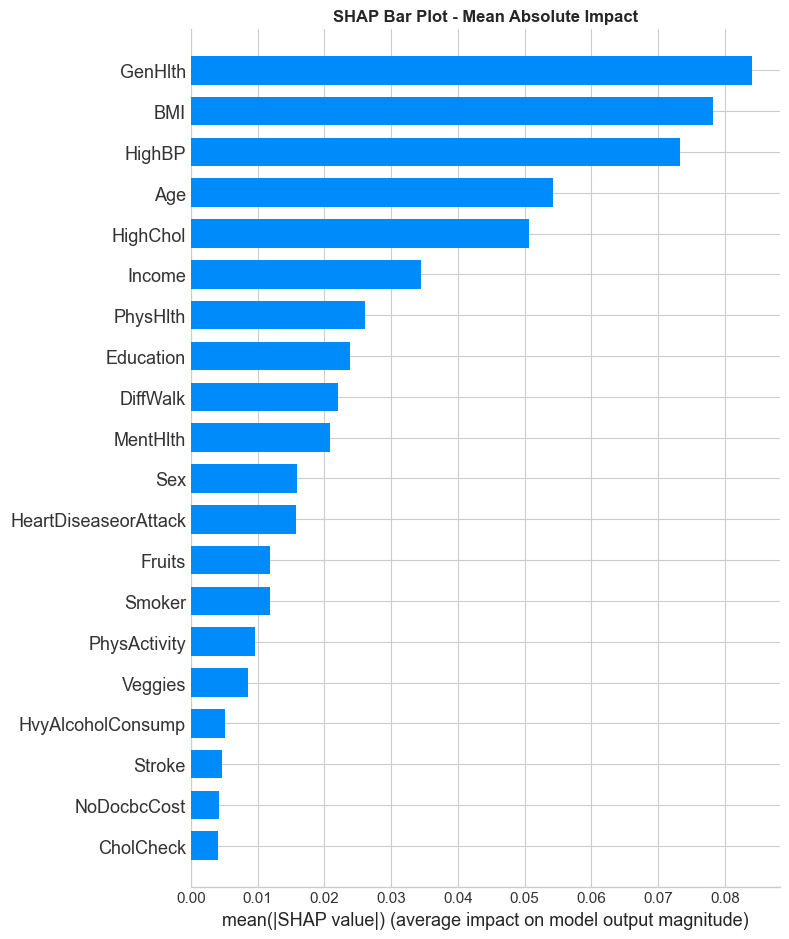 SHAP Bar Plot - Mean Absolute Impact
GenHlth
BMI
HighBP
Age
HighChol
Income
PhysHlth
Education
DiffWalk
MentHlth
Sex
HeartDiseaseorAttack
Fruits
Smoker
PhysActivity
Veggies
HvyAlcoholConsump
Stroke
NoDocbcCost
CholCheck
0.00 0.01 0.02 0.03 0.04 0.05 0.06 0.07 0.08
mean(|SHAP value|) (average impact on model output magnitude)